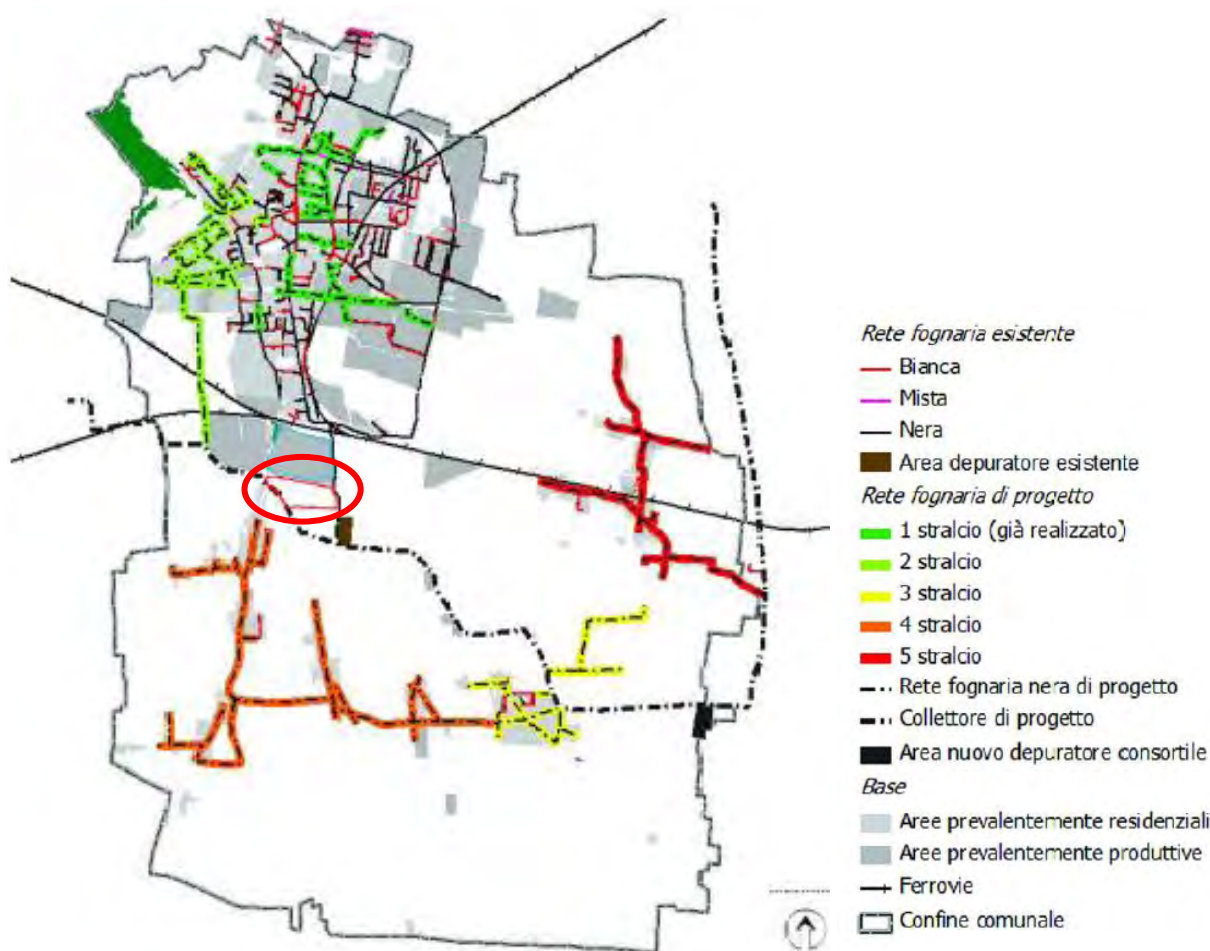 Rete fognaria esistente
Bianca
Mista
Nera
Area depuratore esistente
Rete fognaria di progetto
1 stralcio (già realizzato)
2 stralcio
3 stralcio
4 stralcio
5 stralcio
Rete fognaria nera di progetto
Collettore di progetto
Area nuovo depuratore consortile
Base
Aree prevalentemente residenziali
Aree prevalentemente produttive
Ferrovie
Confine comunale